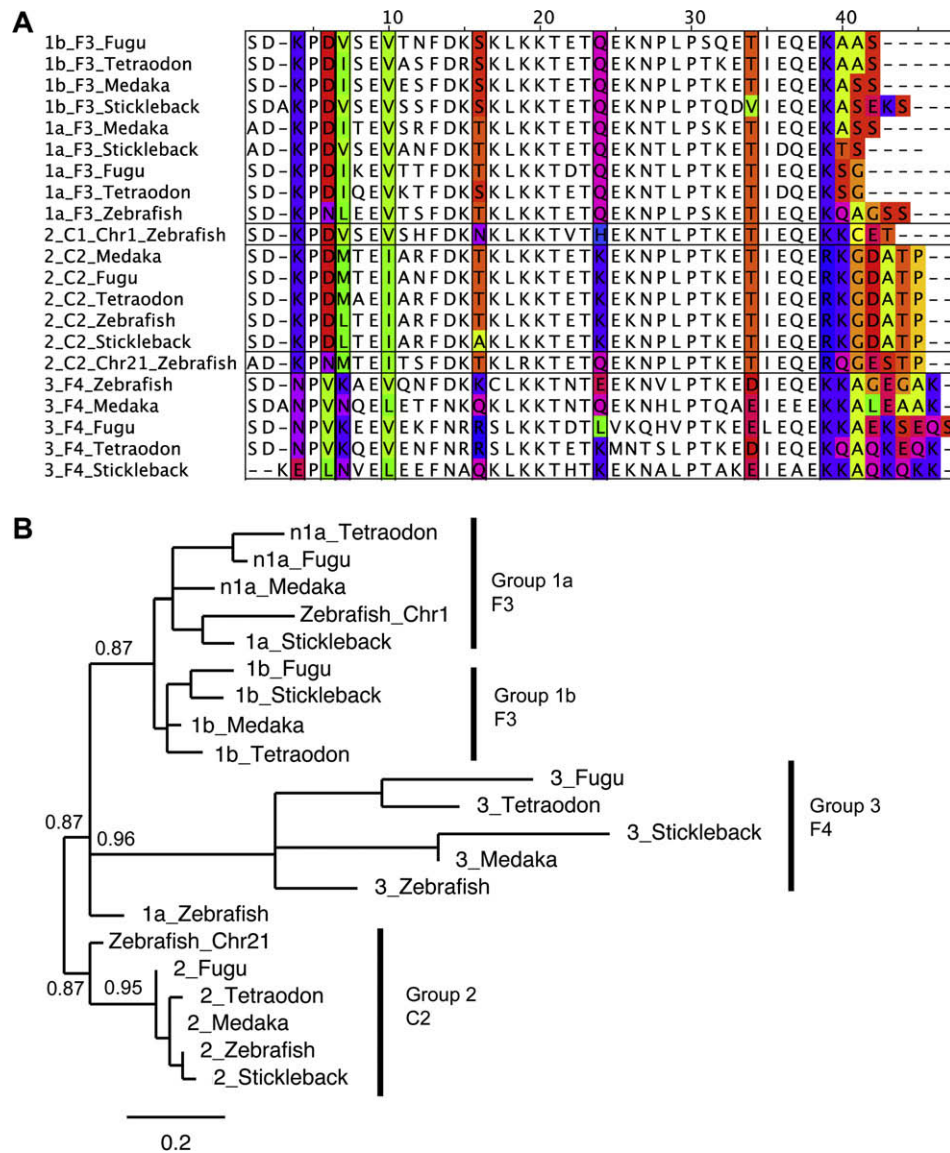 A
10 20 30 40
1b_F3_Fugu SD-KPDVSEVTNFDKSKLKKTETQEKNPLPSQETIEQEKAAS-----
1b_F3_Tetraodon SD-KPDISEVASFDRSKLKKTETQEKNPLPTKETIEQEKAAS-----
1b_F3_Medaka SD-KPDISEVESFDKSKLKKTETQEKNPLPTKETIEQEKASS-----
1b_F3_Stickleback SDAKPDVSEVSSFDKSKLKKTETQEKNPLPTQDVIEQEKASEKS---
1a_F3_Medaka AD-KPDITEVSRFDKTKLKKTETQEKNTLPSKETIEQEKASS-----
1a_F3_Stickleback AD-KPDVSEVANFDKTKLKKTETQEKNTLPTKETIDQEKTS------
1a_F3_Fugu SD-KPDIKEVTTFDKTKLKKTDTQEKNTLPTKETIEQEKSG------
1a_F3_Tetraodon SD-KPDIQEVKTFDKSKLKKTETQEKNTLPTKETIDQEKSG------
1a_F3_Zebrafish SD-KPNLEEVTSFDKTKLKKTETQEKNPLPSKETIEQEKQAGSS---
2_C1_Chr1_Zebrafish SD-KPDVSEVSHFDKNKLKKTVTHEKNTLPTKETIEQEKKCET----
2_C2_Medaka SD-KPDMTEIARFDKTKLKKTETKEKNPLPTKETIEQERKGDATP--
2_C2_Fugu SD-KPDMTEIANFDKTKLKKTETKEKNPLPTKETIEQERKGDATP--
2_C2_Tetraodon SD-KPDMAEIARFDKTKLKKTETKEKNPLPTKETIEQERKGDATP--
2_C2_Zebrafish SD-KPDLTEIARFDKTKLKKTETKEKNPLPTKETIEQERKGDATP--
2_C2_Stickleback SD-KPDLTEIARFDKAKLKKTETKEKNPLPTKETIEQERKGDATP--
2_C2_Chr21_Zebrafish AD-KPNMTEITSFDKTKLRKTETQEKNPLPTKETIEQERQGESTP--
3_F4_Zebrafish SD-NPVKAEVQNFDKKCLKKTNTEEKNVLPTKEDIEQEKKAGEGAK-
3_F4_Medaka SDANPVNQELETFNKQKLKKTNTQEKNHLPTQAEIEEEKKALEAAK-
3_F4_Fugu SD-NPVKEEVENFNRRSLKKTDTLVKQHVPTKEELEQEKKAEKSEQS
3_F4_Tetraodon SD-NPVKQEVKNFNRRSLKKTETKMNTSLPTKEDIEQEKQAQKEQK-
3_F4_Stickleback --KEPLNVELEEFNAQKLKKTHTKEKNALPTAKEIEAEKKAQKQKK-
B
n1a_Tetraodon
n1a_Fugu
n1a_Medaka
Zebrafish_Chr1
1a_Stickleback
Group 1a
F3
0.87
1b_Fugu
1b_Stickleback
1b_Medaka
1b_Tetraodon
Group 1b
F3
3_Fugu
3_Tetraodon
3_Stickleback
3_Medaka
3_Zebrafish
Group 3
F4
0.87
0.96
1a_Zebrafish
Zebrafish_Chr21
2_Fugu
2_Tetraodon
2_Medaka
2_Zebrafish
2_Stickleback
Group 2
C2
0.87
0.95
0.2